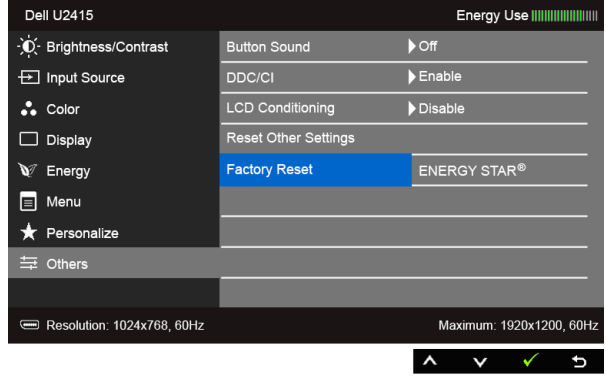 Dell U2415 Energy Use
Brightness/Contrast Button Sound Off
Input Source DDC/CI Enable
Color LCD Conditioning Disable
Display Reset Other Settings
Energy Factory Reset ENERGY STAR®
Menu
Personalize
Others
Resolution: 1024x768, 60Hz Maximum: 1920x1200, 60Hz